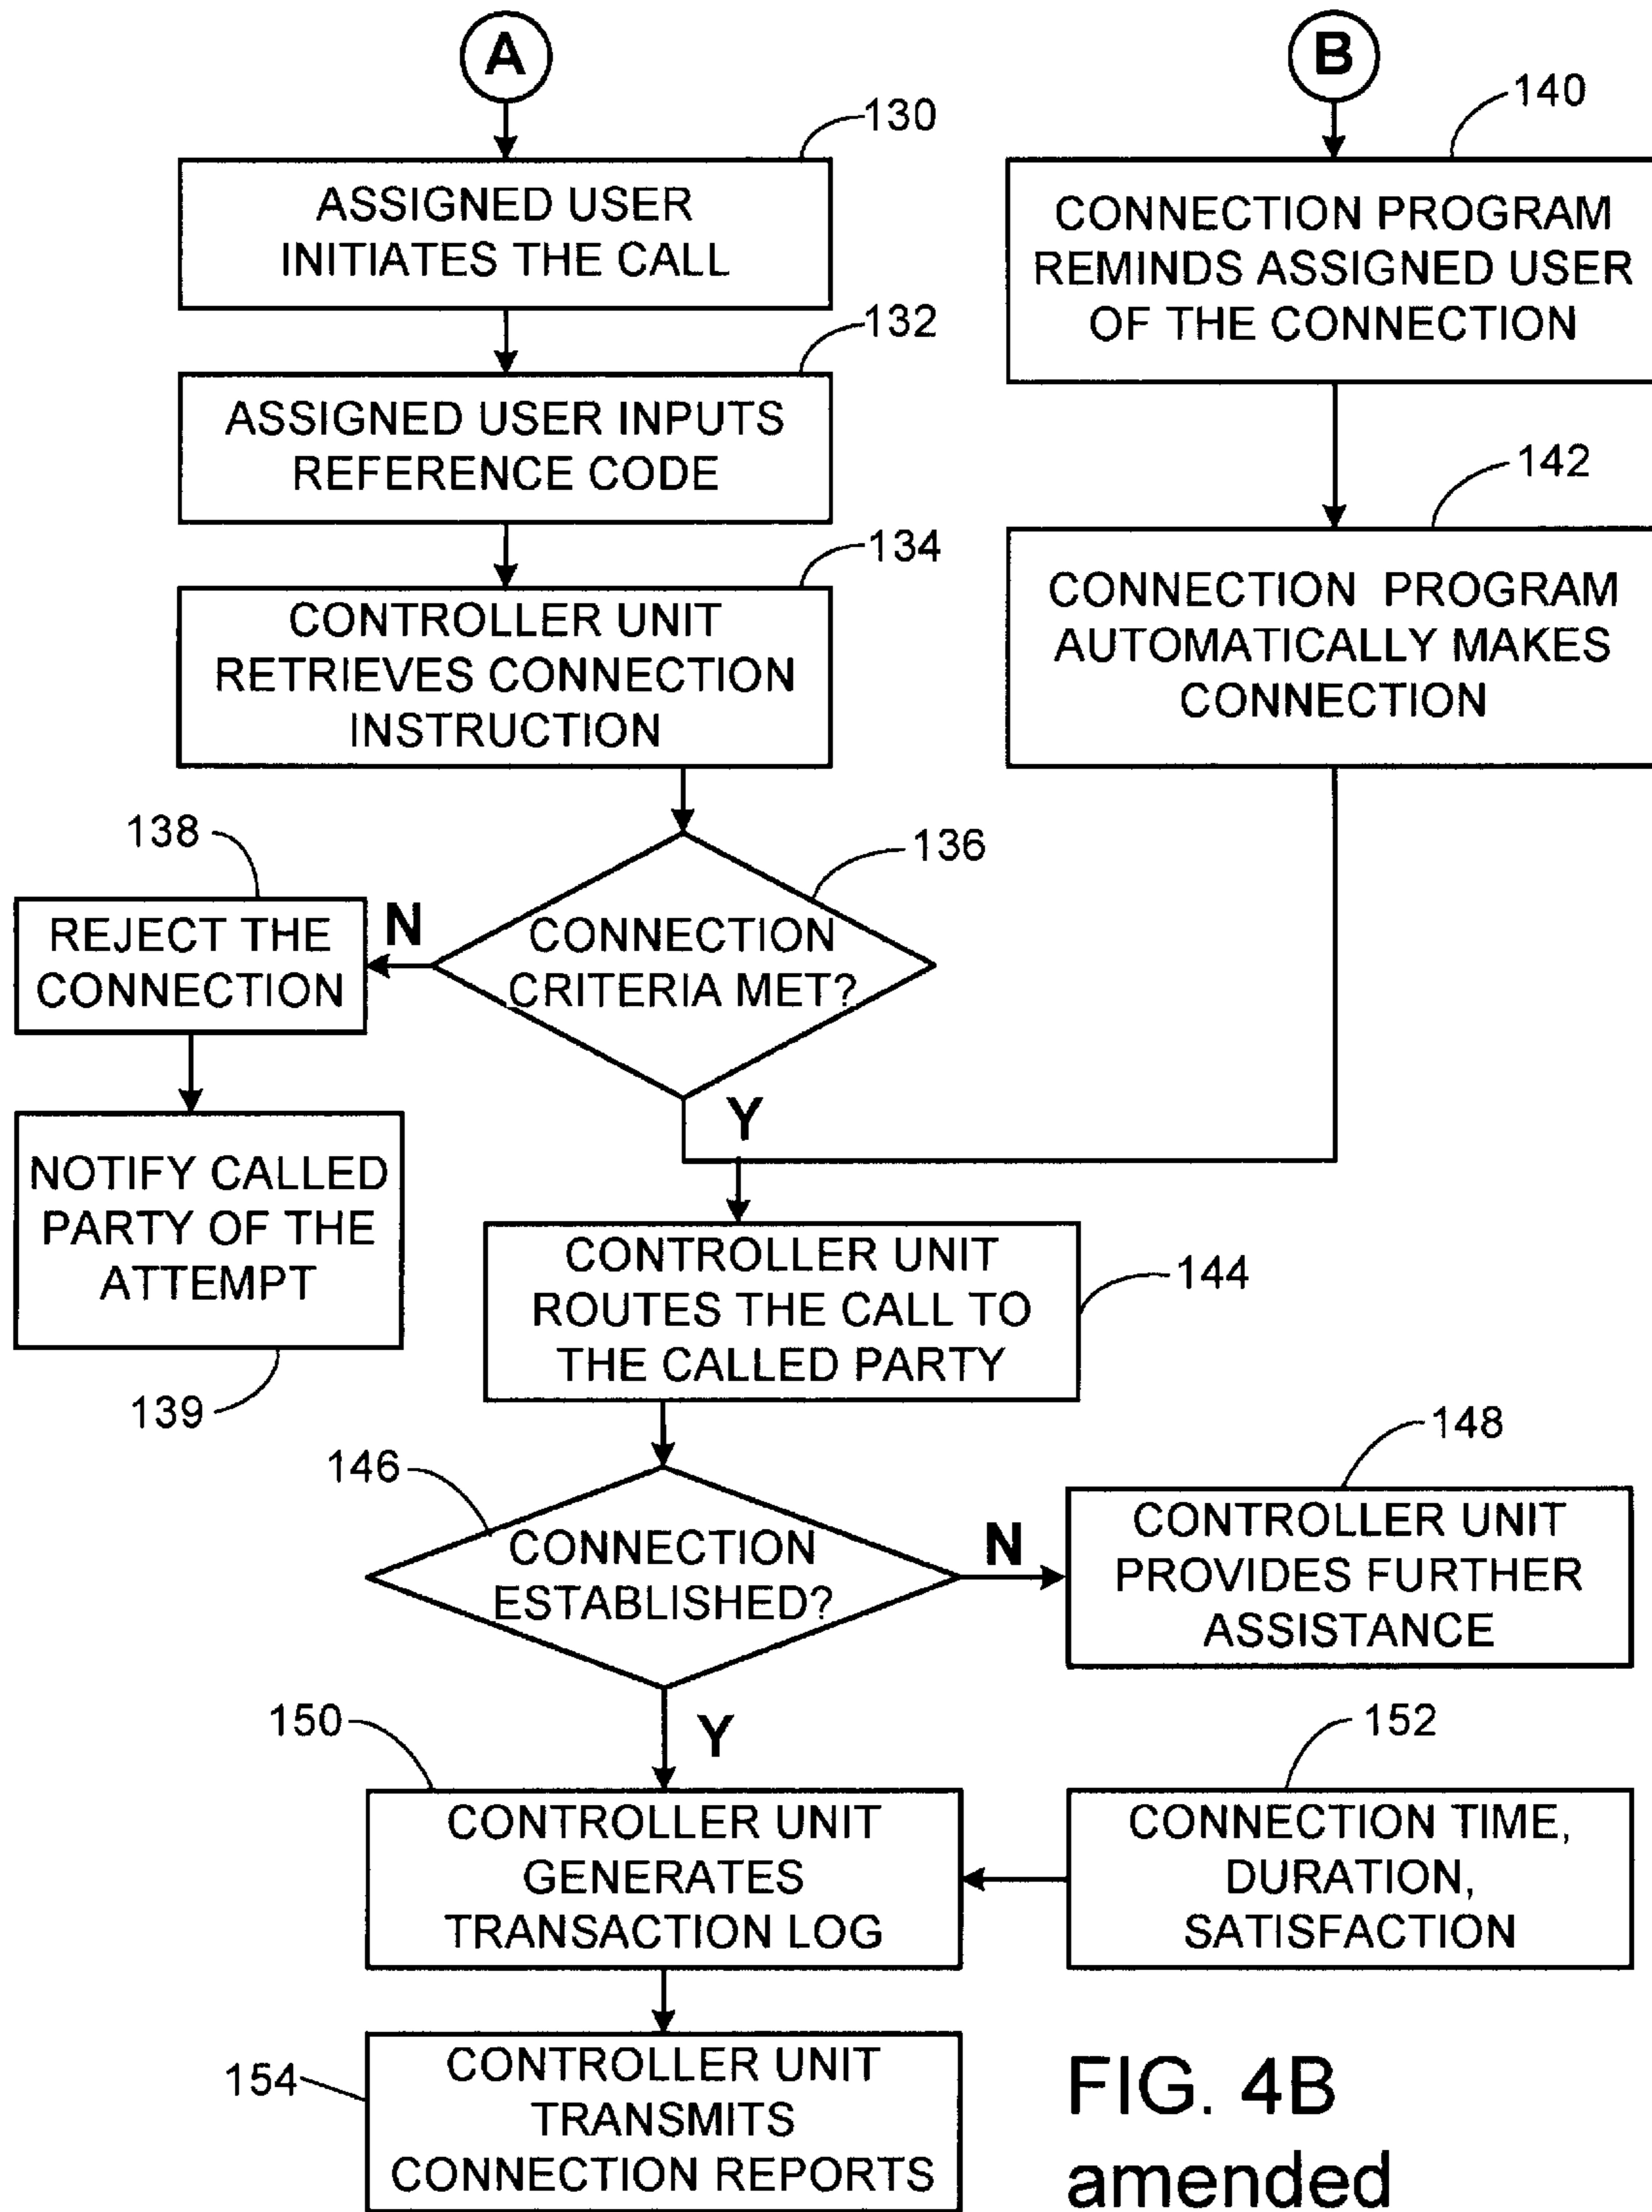 A
B
130
140
ASSIGNED USER
INITIATES THE CALL
CONNECTION PROGRAM
REMINDS ASSIGNED USER
OF THE CONNECTION
132
ASSIGNED USER INPUTS
REFERENCE CODE
142
134
CONTROLLER UNIT
RETRIEVES CONNECTION
INSTRUCTION
CONNECTION PROGRAM
AUTOMATICALLY MAKES
CONNECTION
138
136
REJECT THE
CONNECTION
N
CONNECTION
CRITERIA MET?
Y
NOTIFY CALLED
PARTY OF THE
ATTEMPT
139
CONTROLLER UNIT
ROUTES THE CALL TO
THE CALLED PARTY
144
146
148
CONNECTION
ESTABLISHED?
N
CONTROLLER UNIT
PROVIDES FURTHER
ASSISTANCE
150
Y
152
CONTROLLER UNIT
GENERATES
TRANSACTION LOG
CONNECTION TIME,
DURATION,
SATISFACTION
154
CONTROLLER UNIT
TRANSMITS
CONNECTION REPORTS
FIG. 4B
amended